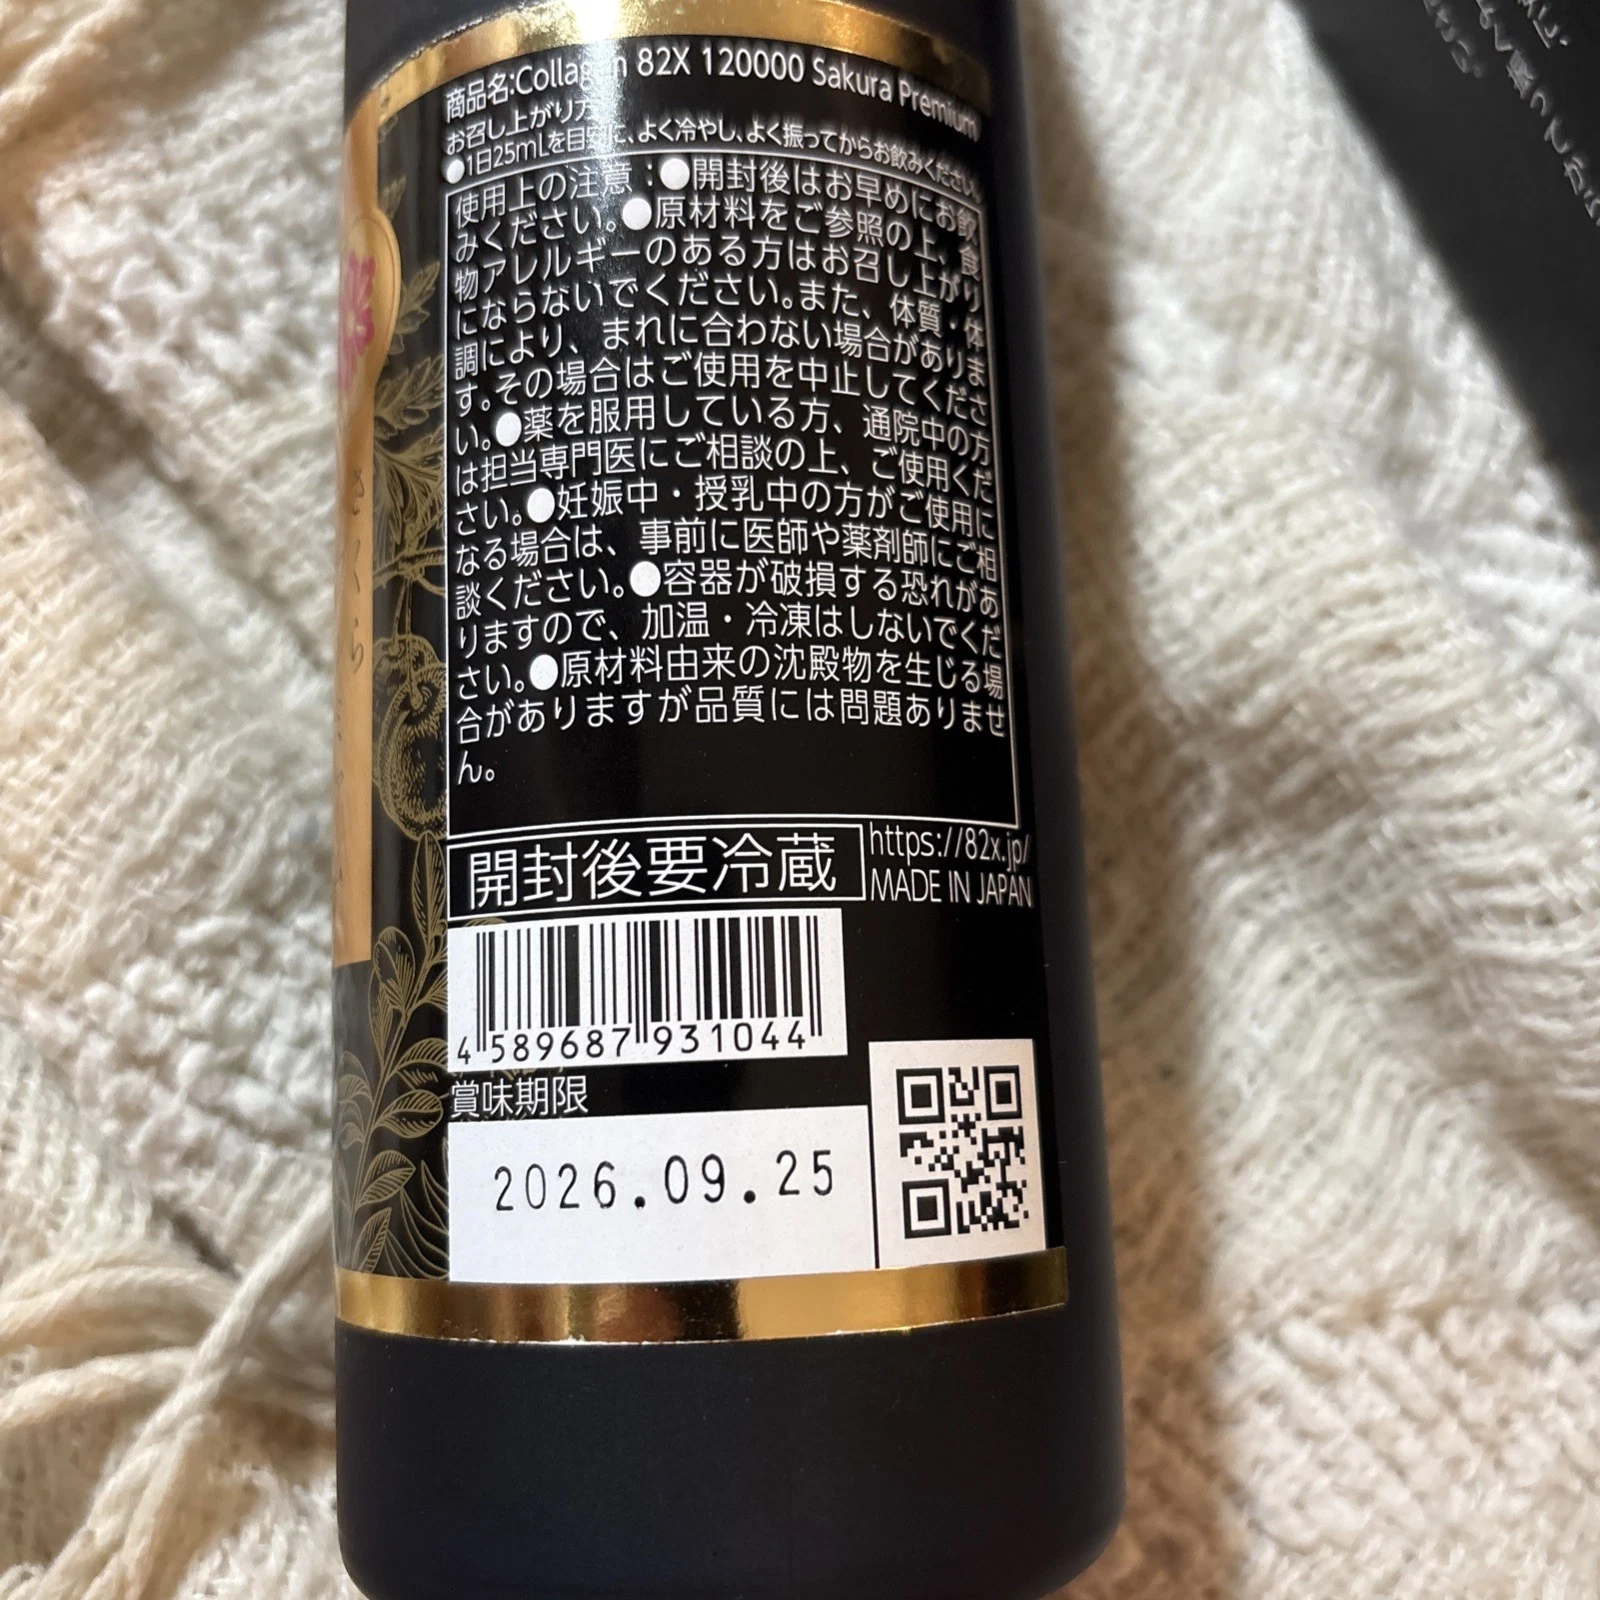 商品名:Collagen 82X 120000 Sakura Premium
お召し上がり方
●1日25mLを目安に、よく冷やし、よく振ってからお飲みください。
使用上の注意：●開封後はお早めにお飲
みください。●原材料をご参照の上、食
物アレルギーのある方はお召し上がり
にならないでください。また、体質・体
調により、まれに合わない場合がありま
す。その場合はご使用を中止してくださ
い。●薬を服用している方、通院中の方
は担当専門医にご相談の上、ご使用くだ
さい。●妊娠中・授乳中の方がご使用に
なる場合は、事前に医師や薬剤師にご相
談ください。●容器が破損する恐れがあ
りますので、加温・冷凍はしないでくだ
さい。●原材料由来の沈殿物を生じる場
合がありますが品質には問題ありませ
ん。
開封後要冷蔵
https://82x.jp/
MADE IN JAPAN
4 589687 931044
賞味期限
2026.09.25
さくら